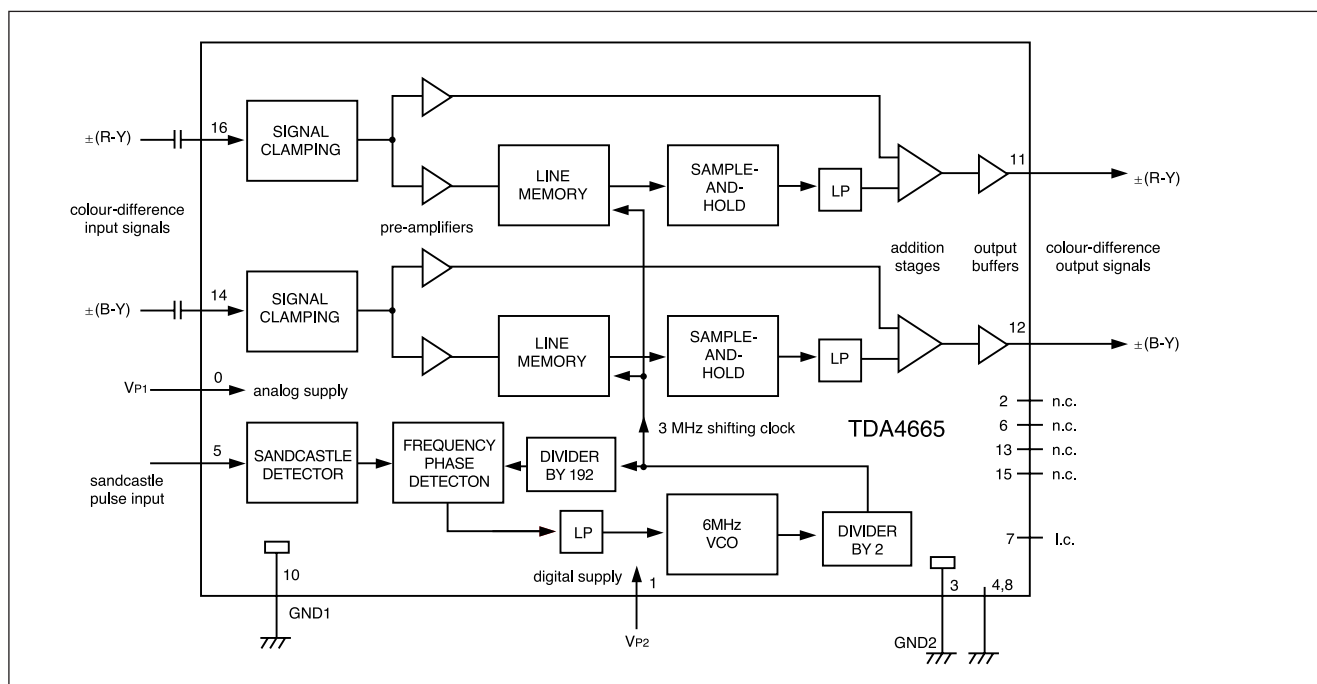 ±(R-Y)
16
SIGNAL
CLAMPING
LINE
MEMORY
SAMPLE-
AND-
HOLD
LP
11
±(R-Y)
colour-difference
input signals
pre-amplifiers
addition
stages
output
buffers
colour-difference
output signals
±(B-Y)
14
SIGNAL
CLAMPING
LINE
MEMORY
SAMPLE-
AND-
HOLD
LP
12
±(B-Y)
VP1
0
analog supply
2
n.c.
6
n.c.
13
n.c.
15
n.c.
7
I.c.
3 MHz shifting clock
TDA4665
sandcastle
pulse input
5
SANDCASTLE
DETECTOR
FREQUENCY
PHASE
DETECTON
DIVIDER
BY 192
LP
6MHz
VCO
DIVIDER
BY 2
digital supply
1
VP2
10
GND1
3
GND2
4,8